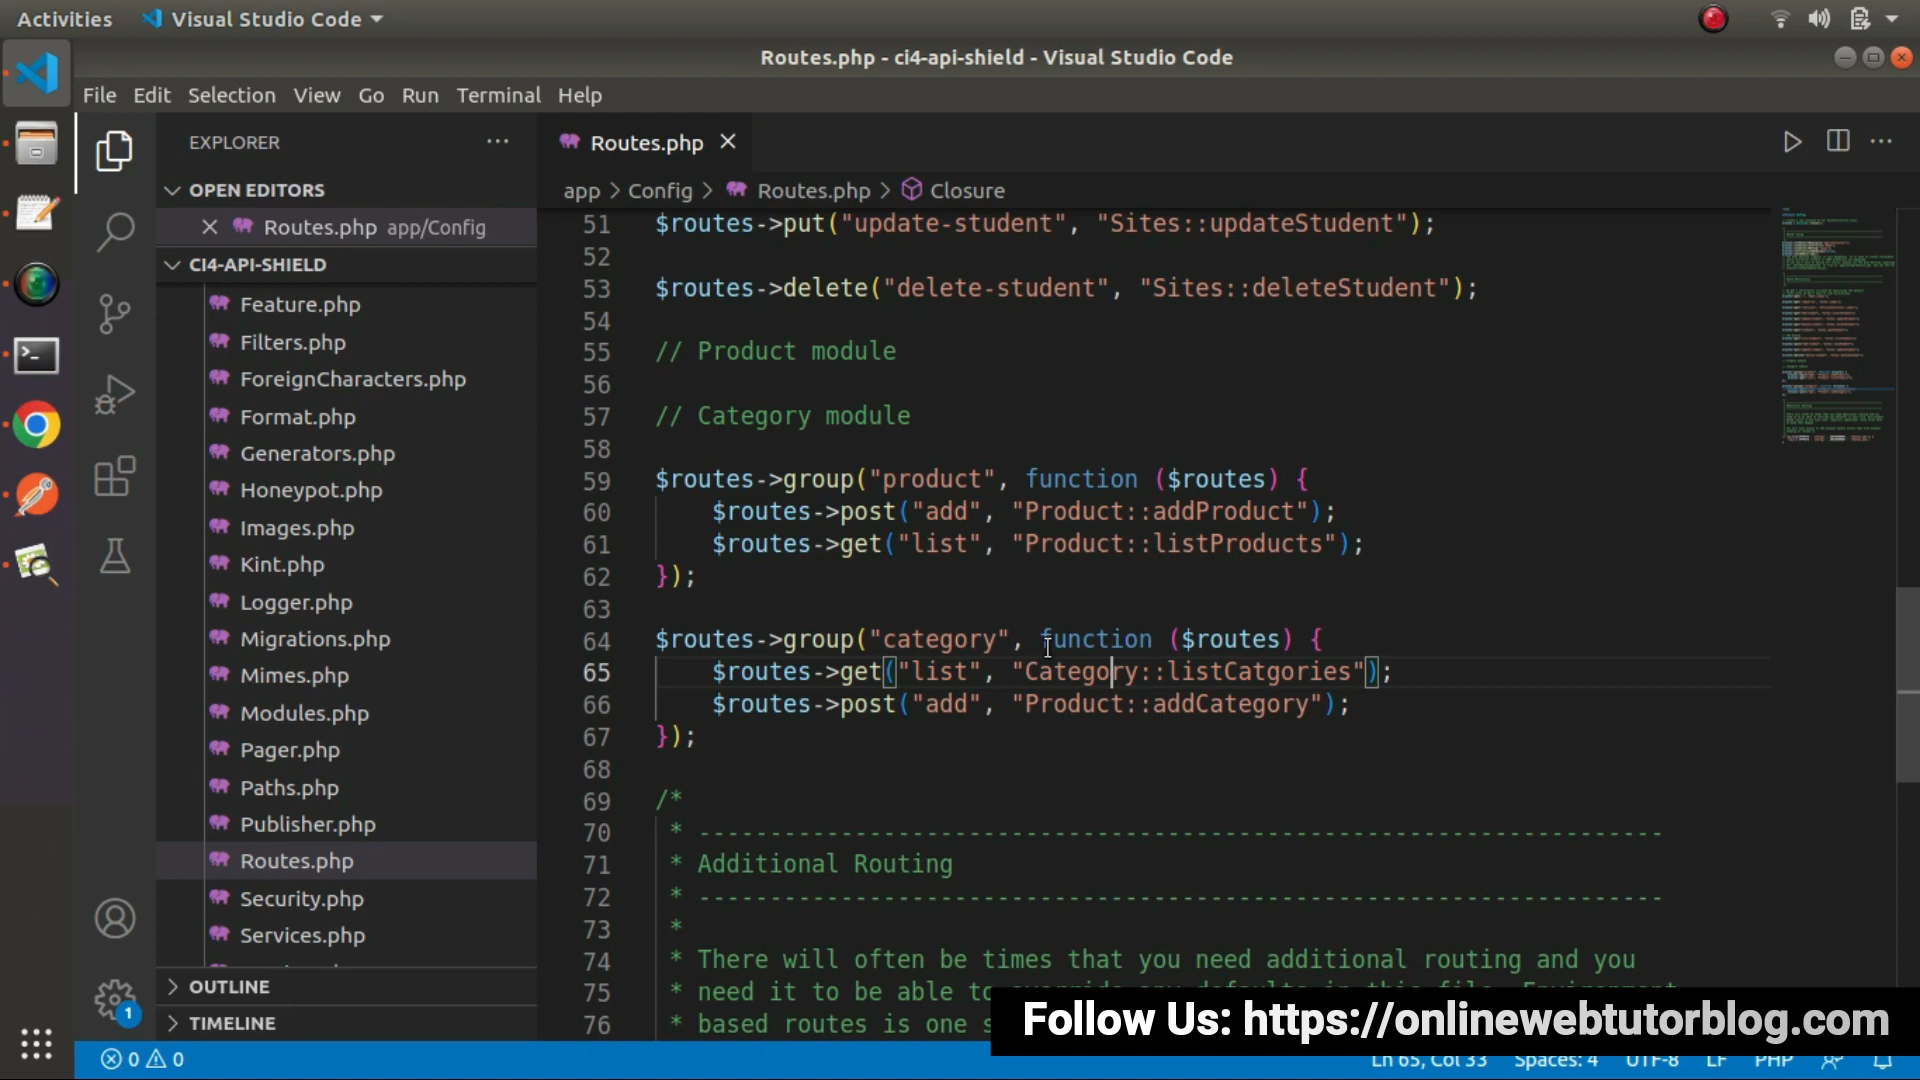 Activities
Visual Studio Code
Routes.php - ci4-api-shield - Visual Studio Code
File Edit Selection View Go Run Terminal Help
EXPLORER
OPEN EDITORS
Routes.php app/Config
CI4-API-SHIELD
Feature.php
Filters.php
ForeignCharacters.php
Format.php
Generators.php
Honeypot.php
Images.php
Kint.php
Logger.php
Migrations.php
Mimes.php
Modules.php
Pager.php
Paths.php
Publisher.php
Routes.php
Security.php
Services.php
OUTLINE
TIMELINE
1
Routes.php
app > Config > Routes.php > Closure
51 $routes->put("update-student", "Sites::updateStudent");
52
53 $routes->delete("delete-student", "Sites::deleteStudent");
54
55 // Product module
56
57 // Category module
58
59 $routes->group("product", function ($routes) {
60 $routes->post("add", "Product::addProduct");
61 $routes->get("list", "Product::listProducts");
62 });
63
64 $routes->group("category", function ($routes) {
65 $routes->get("list", "Category::listCatgories");
66 $routes->post("add", "Product::addCategory");
67 });
68
69 /*
70 * --------------------------------------------------------------------
71 * Additional Routing
72 * --------------------------------------------------------------------
73 *
74 * There will often be times that you need additional routing and you
75 * need it to be able to
76 * based routes is one
Follow Us: https://onlinewebtutorblog.com
0 0
Ln 65, Col 33 Spaces: 4 UTF-8 LF PHP